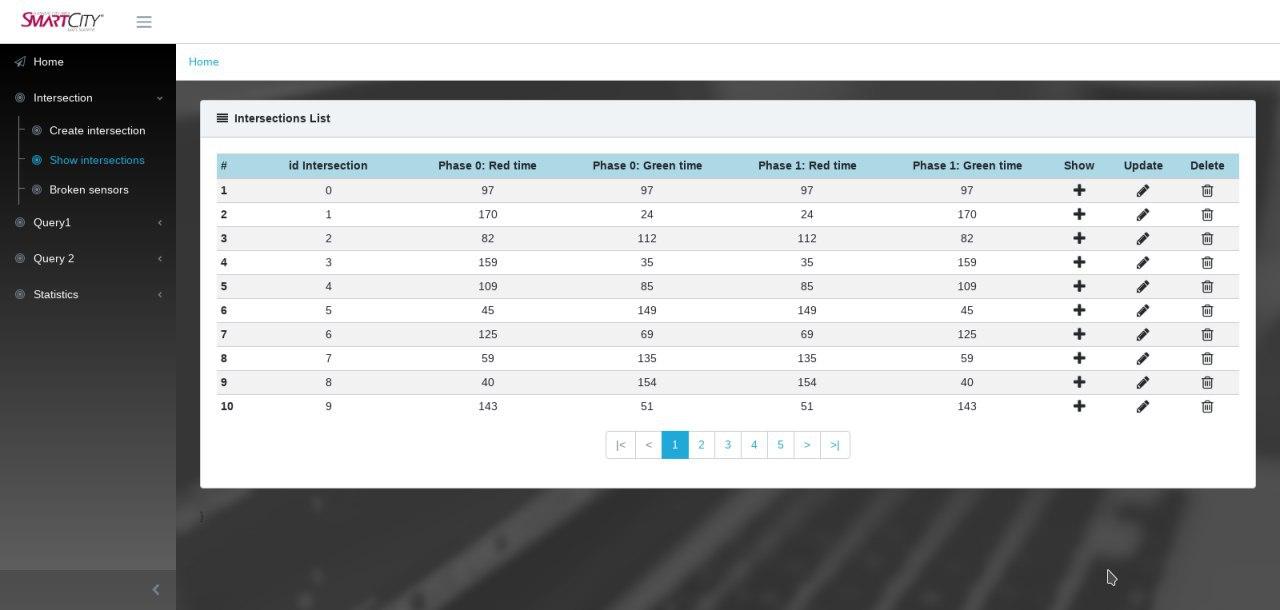 SMARTCITY
Home
Intersection
Create intersection
Show intersections
Broken sensors
Query1
Query 2
Statistics
Home
Intersections List
# id Intersection Phase 0: Red time Phase 0: Green time Phase 1: Red time Phase 1: Green time Show Update Delete
1 0 97 97 97 97
2 1 170 24 24 170
3 2 82 112 112 82
4 3 159 35 35 159
5 4 109 85 85 109
6 5 45 149 149 45
7 6 125 69 69 125
8 7 59 135 135 59
9 8 40 154 154 40
10 9 143 51 51 143
|< < 1 2 3 4 5 > >|
}